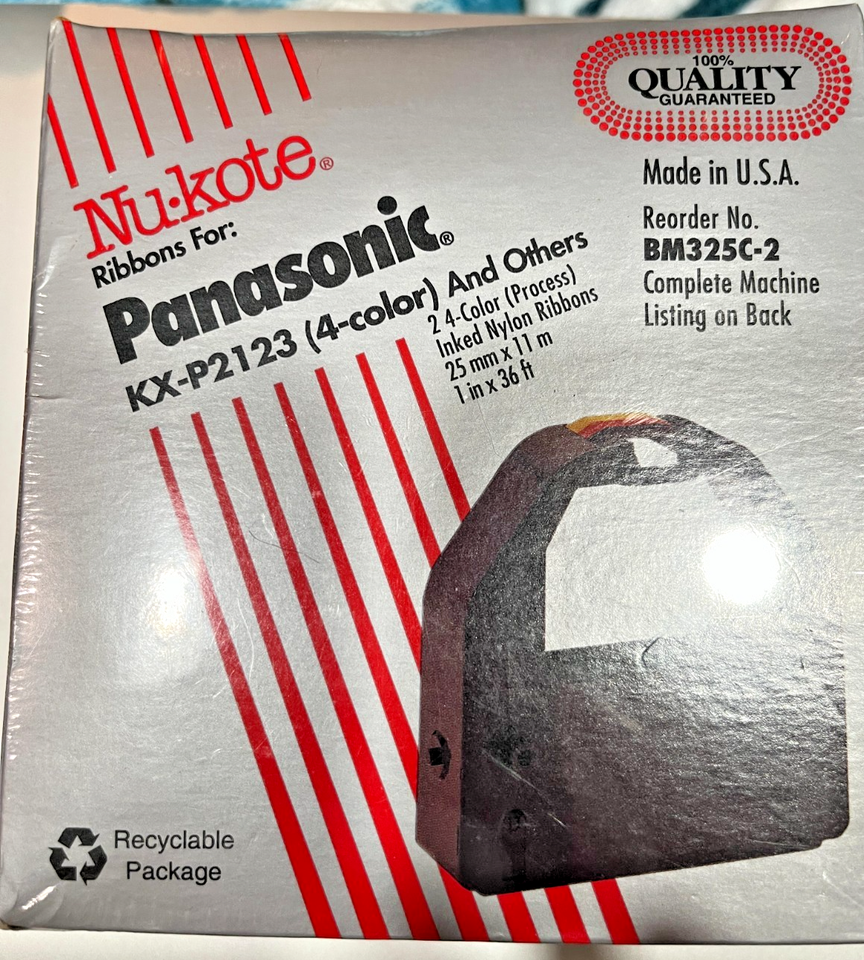 100%
QUALITY
GUARANTEED
Made in U.S.A.
Reorder No.
BM325C-2
Complete Machine
Listing on Back
Nu·kote®
Ribbons For:
Panasonic®
KX-P2123 (4-color) And Others
2 4-Color (Process)
Inked Nylon Ribbons
25 mm x 11 m
1 in x 36 ft
Recyclable
Package